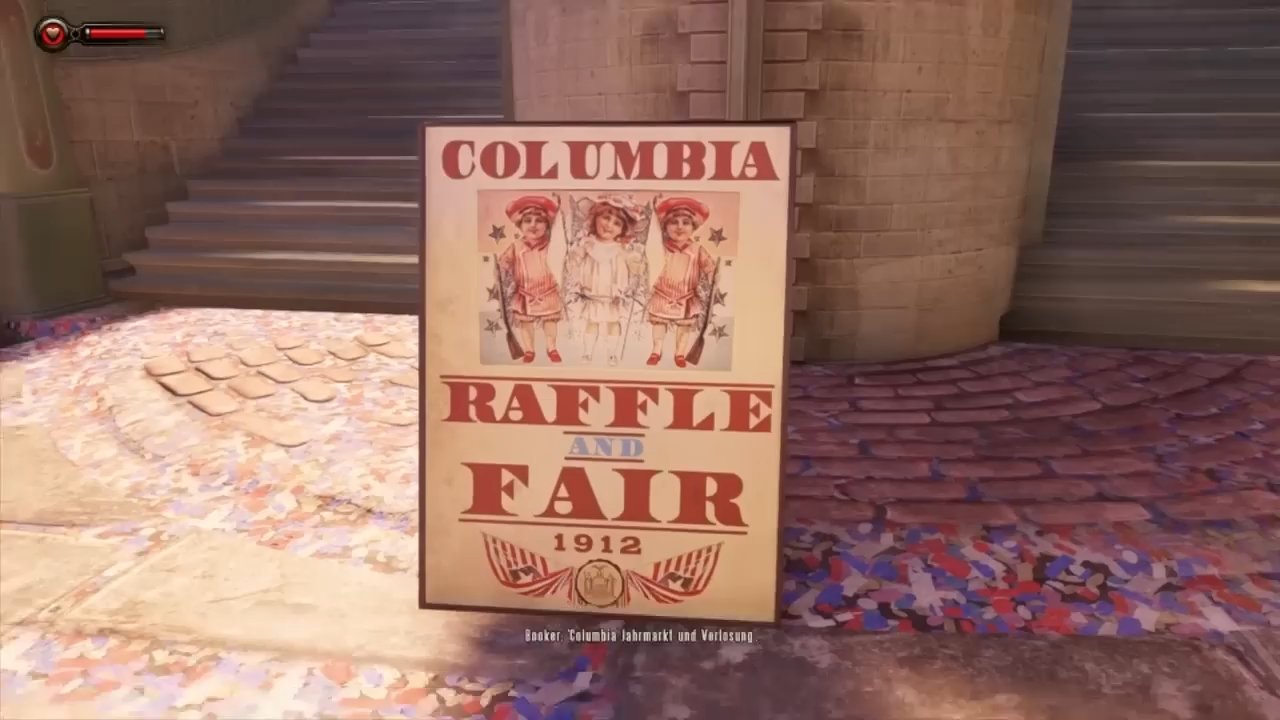 COLUMBIA
RAFFLE
AND
FAIR
1912
Booker: "Columbia Jahrmarkt und Verlosung."